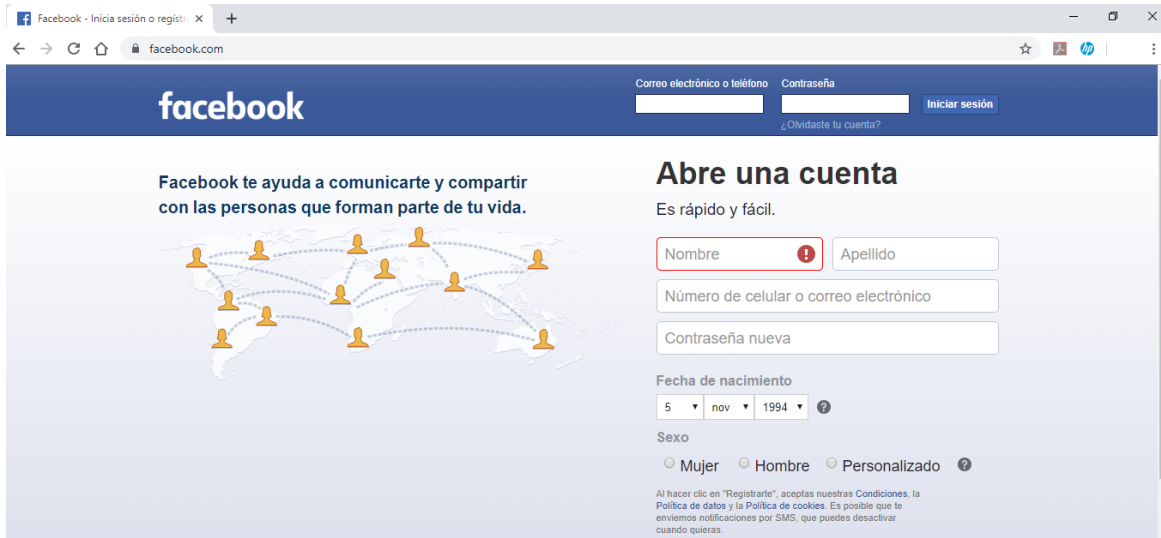 Facebook - Inicia sesión o regístr
facebook.com
facebook
Correo electrónico o teléfono
Contraseña
Iniciar sesión
¿Olvidaste tu cuenta?
Facebook te ayuda a comunicarte y compartir
con las personas que forman parte de tu vida.
Abre una cuenta
Es rápido y fácil.
Nombre
Apellido
Número de celular o correo electrónico
Contraseña nueva
Fecha de nacimiento
5 nov 1994
Sexo
Mujer Hombre Personalizado
Al hacer clic en "Registrarte", aceptas nuestras Condiciones, la
Política de datos y la Política de cookies. Es posible que te
enviemos notificaciones por SMS, que puedes desactivar
cuando quieras.